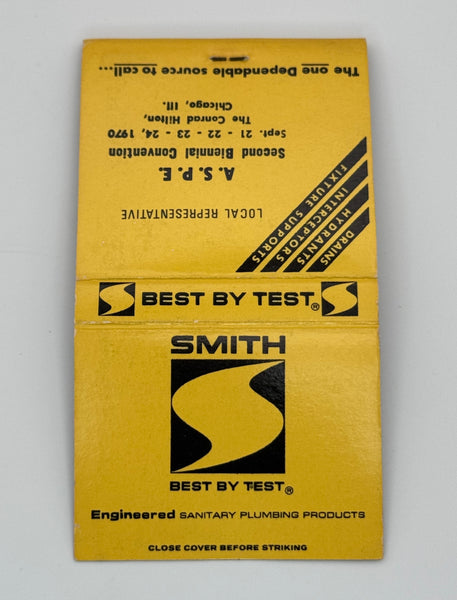 The one Dependable source to call...
Chicago, Ill.
The Conrad Hilton,
Sept. 21 - 22 - 23 - 24, 1970
Second Biennial Convention
A. S. P. E.
LOCAL REPRESENTATIVE
DRAINS
HYDRANTS
INTERCEPTORS
FIXTURE SUPPORTS
BEST BY TEST®
SMITH
BEST BY TEST®
Engineered SANITARY PLUMBING PRODUCTS
CLOSE COVER BEFORE STRIKING